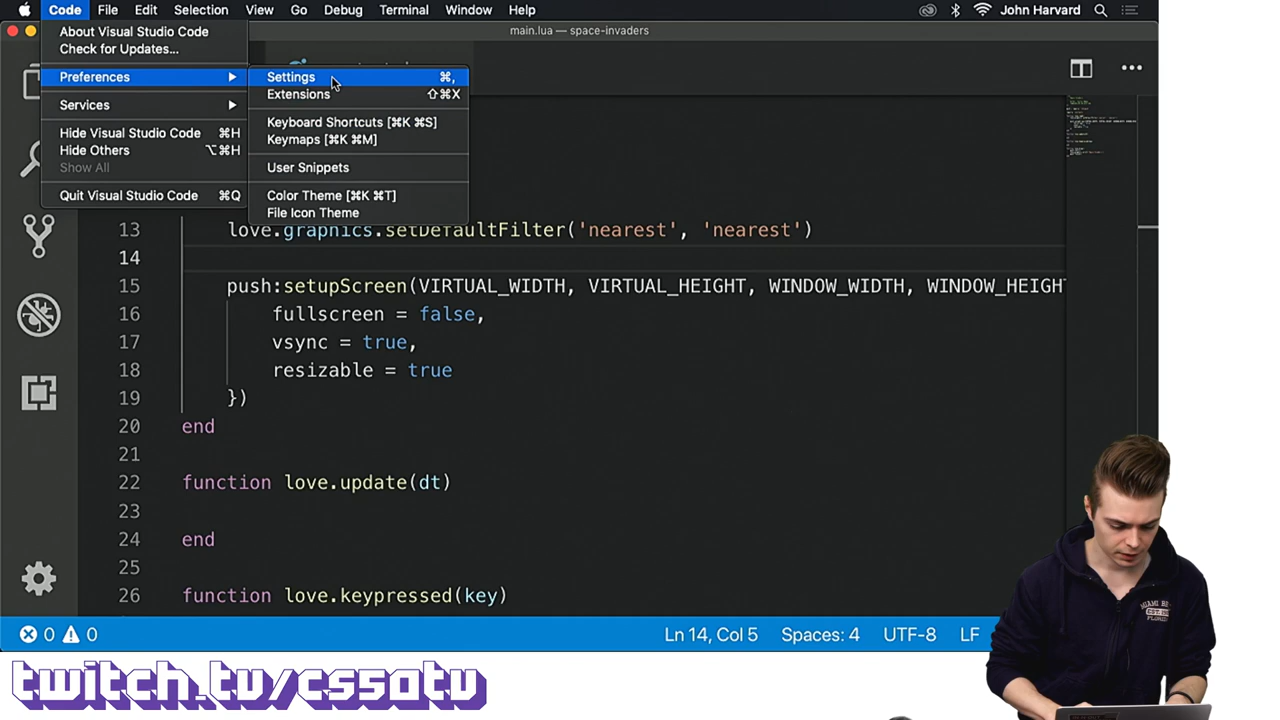 Code File Edit Selection View Go Debug Terminal Window Help John Harvard
main.lua — space-invaders
About Visual Studio Code
Check for Updates...
Preferences
Services
Hide Visual Studio Code ⌘H
Hide Others ⌥⌘H
Show All
Quit Visual Studio Code ⌘Q
Settings ⌘,
Extensions ⇧⌘X
Keyboard Shortcuts [⌘K ⌘S]
Keymaps [⌘K ⌘M]
User Snippets
Color Theme [⌘K ⌘T]
File Icon Theme
13 love.graphics.setDefaultFilter('nearest', 'nearest')
14
15 push:setupScreen(VIRTUAL_WIDTH, VIRTUAL_HEIGHT, WINDOW_WIDTH, WINDOW_HEIGHT
16 fullscreen = false,
17 vsync = true,
18 resizable = true
19 })
20 end
21
22 function love.update(dt)
23
24 end
25
26 function love.keypressed(key)
0 0 Ln 14, Col 5 Spaces: 4 UTF-8 LF
twitch.tv/cs50tv